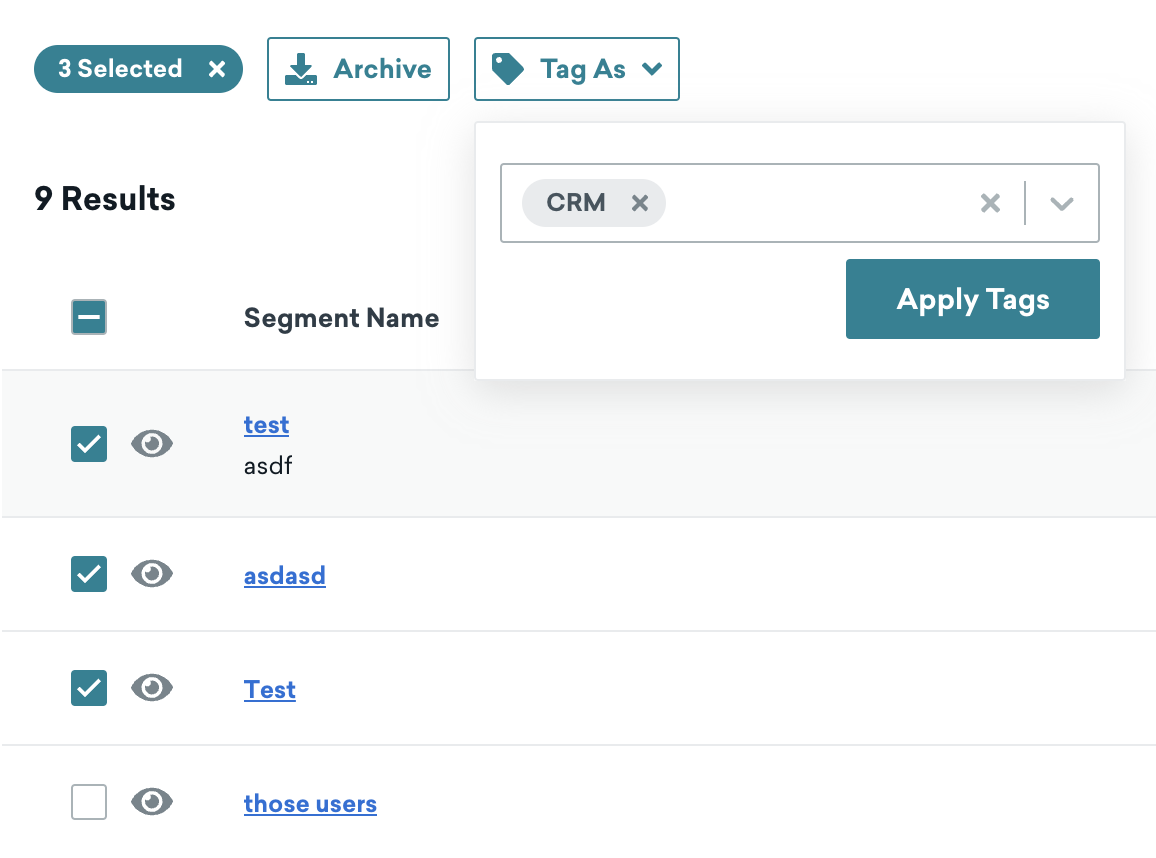 3 Selected
Archive
Tag As
CRM
9 Results
Apply Tags
Segment Name
test
asdf
asdasd
Test
those users